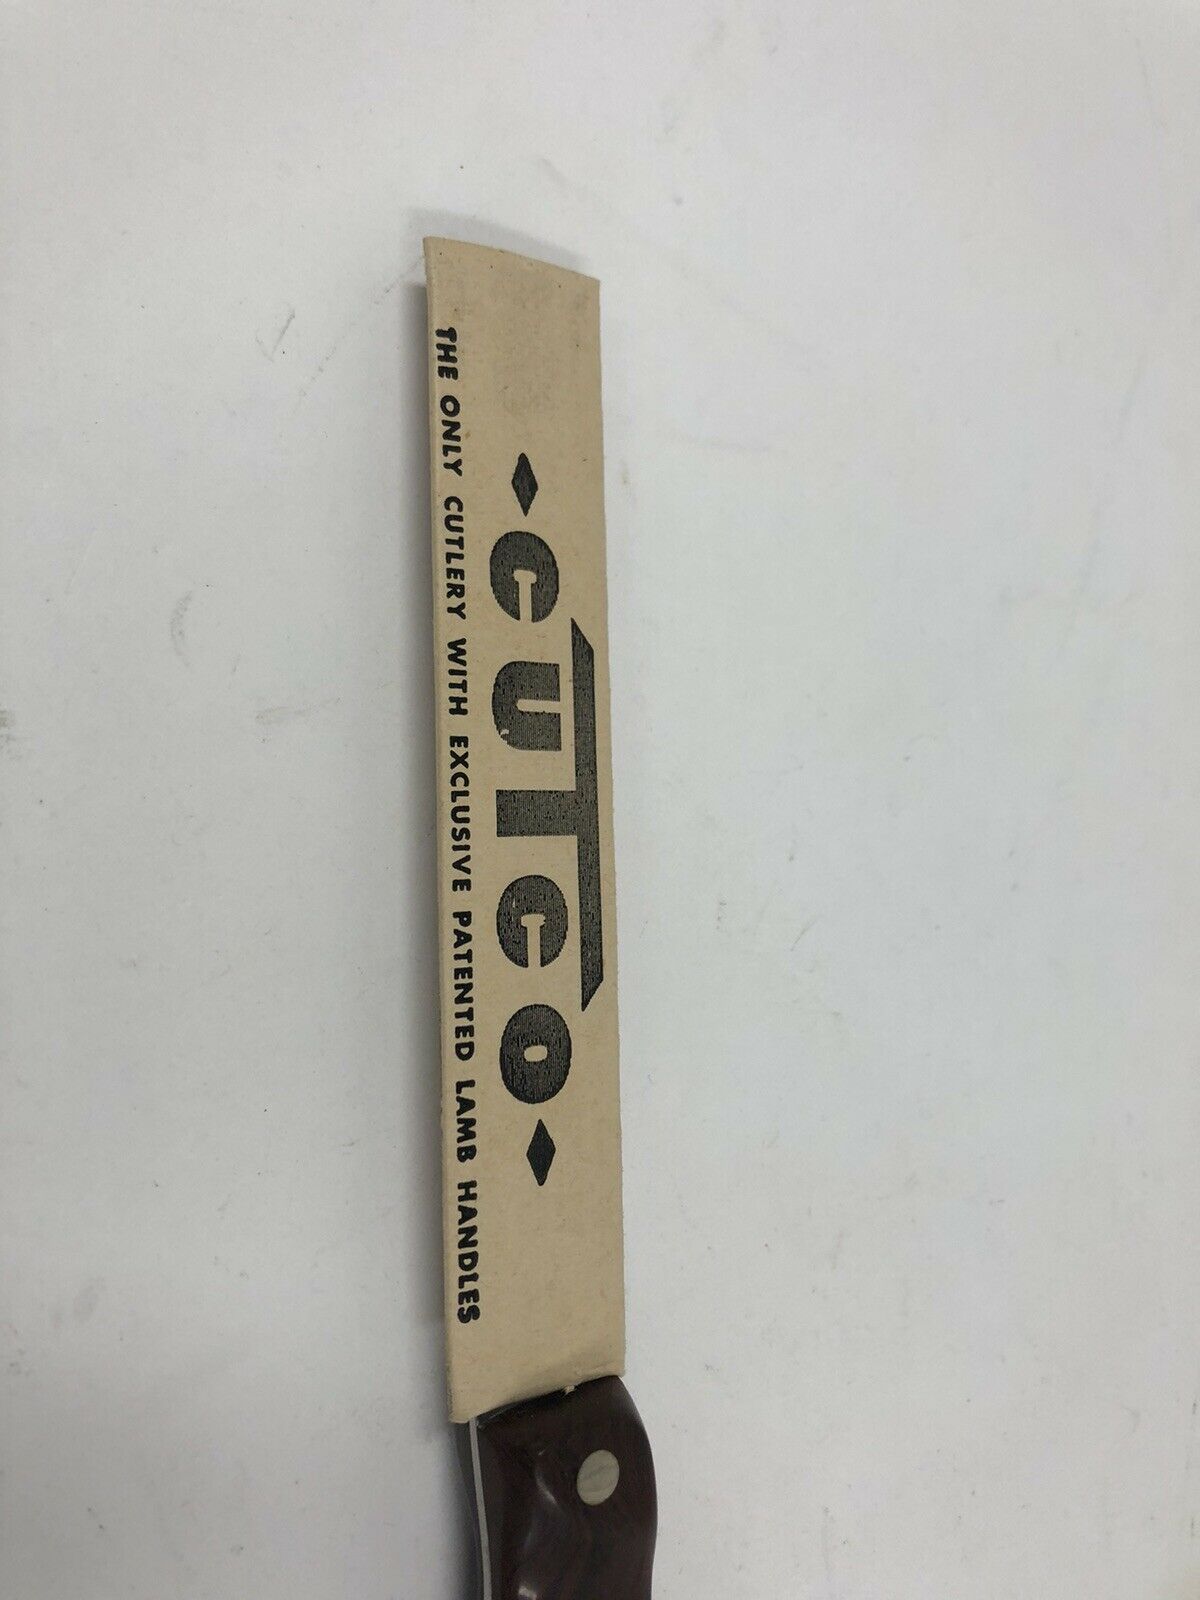 CUTCO
THE ONLY CUTLERY WITH EXCLUSIVE PATENTED LAMB HANDLES